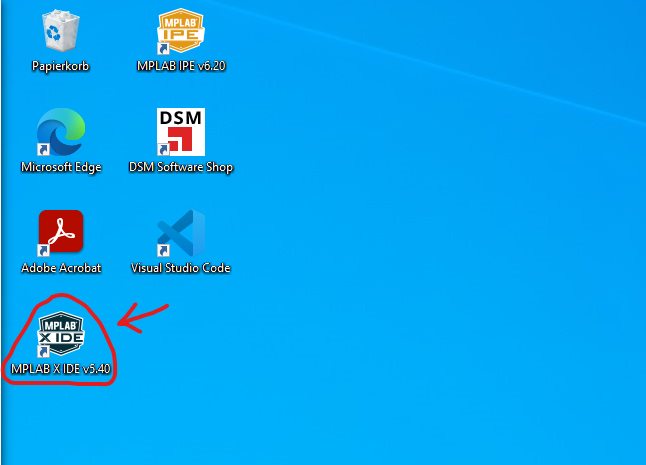 MPLAB
IPE
Papierkorb
MPLAB IPE v6.20
DSM
Microsoft Edge
DSM Software Shop
Adobe Acrobat
Visual Studio Code
MPLAB
X IDE
MPLAB X IDE v5.40